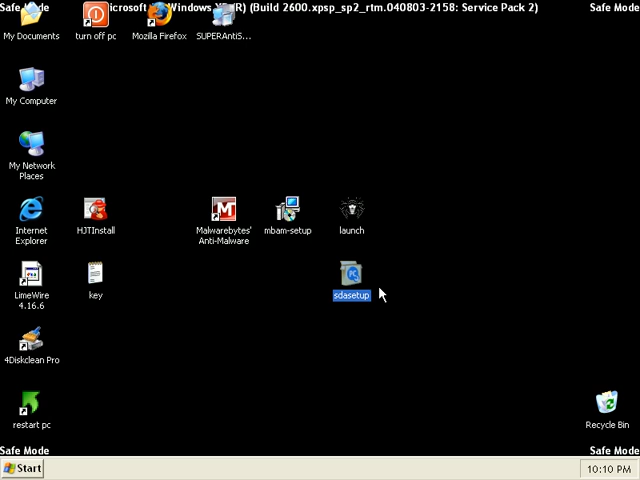 Safe Mode
Microsoft (R) Windows XP (R) (Build 2600.xpsp_sp2_rtm.040803-2158: Service Pack 2)
Safe Mode
My Documents
turn off pc
Mozilla Firefox
SUPERAntiS...
My Computer
My Network
Places
Internet
Explorer
HJTInstall
Malwarebytes'
Anti-Malware
mbam-setup
launch
LimeWire
4.16.6
key
sdasetup
4Diskclean Pro
restart pc
Recycle Bin
Safe Mode
Safe Mode
Start
10:10 PM